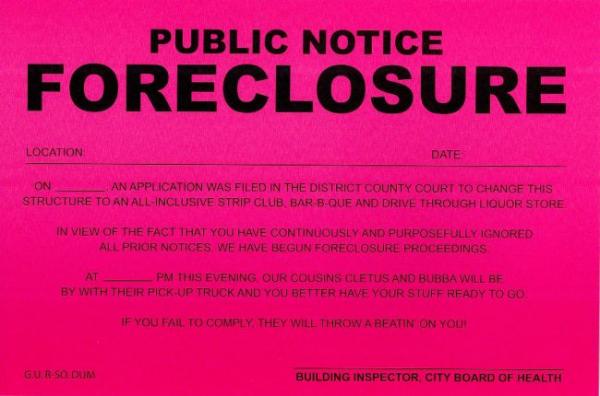 PUBLIC NOTICE
FORECLOSURE
LOCATION: DATE:
ON ________, AN APPLICATION WAS FILED IN THE DISTRICT COUNTY COURT TO CHANGE THIS
STRUCTURE TO AN ALL-INCLUSIVE STRIP CLUB, BAR-B-QUE AND DRIVE THROUGH LIQUOR STORE.
IN VIEW OF THE FACT THAT YOU HAVE CONTINUOUSLY AND PURPOSEFULLY IGNORED
ALL PRIOR NOTICES, WE HAVE BEGUN FORECLOSURE PROCEEDINGS.
AT ________ PM THIS EVENING, OUR COUSINS CLETUS AND BUBBA WILL BE
BY WITH THEIR PICK-UP TRUCK AND YOU BETTER HAVE YOUR STUFF READY TO GO.
IF YOU FAIL TO COMPLY, THEY WILL THROW A BEATIN' ON YOU!
G.U.R-SO.DUM
BUILDING INSPECTOR, CITY BOARD OF HEALTH